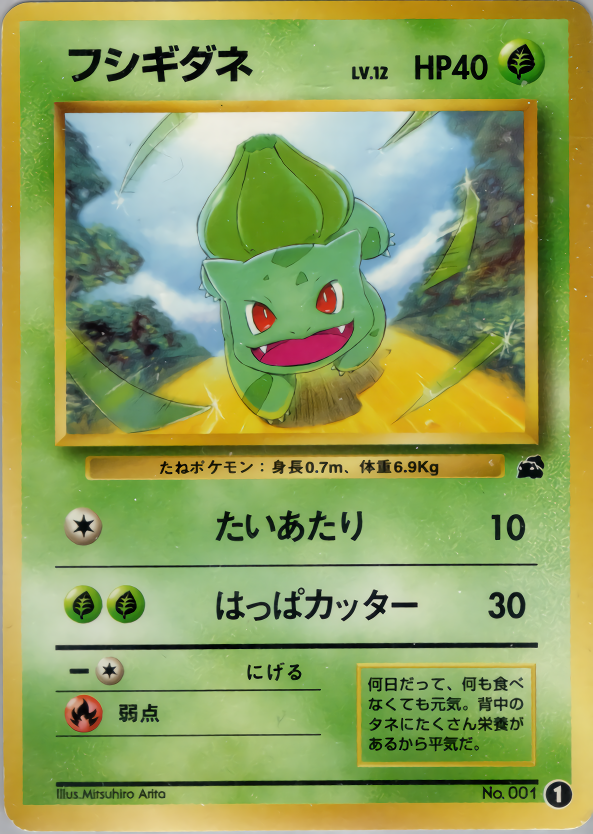 フシギダネ LV.12 HP40
たねポケモン：身長0.7m、体重6.9Kg
たいあたり 10
はっぱカッター 30
− にげる
弱点
何日だって、何も食べ
なくても元気。背中の
タネにたくさん栄養が
あるから平気だ。
Illus.Mitsuhiro Arita No.001 1